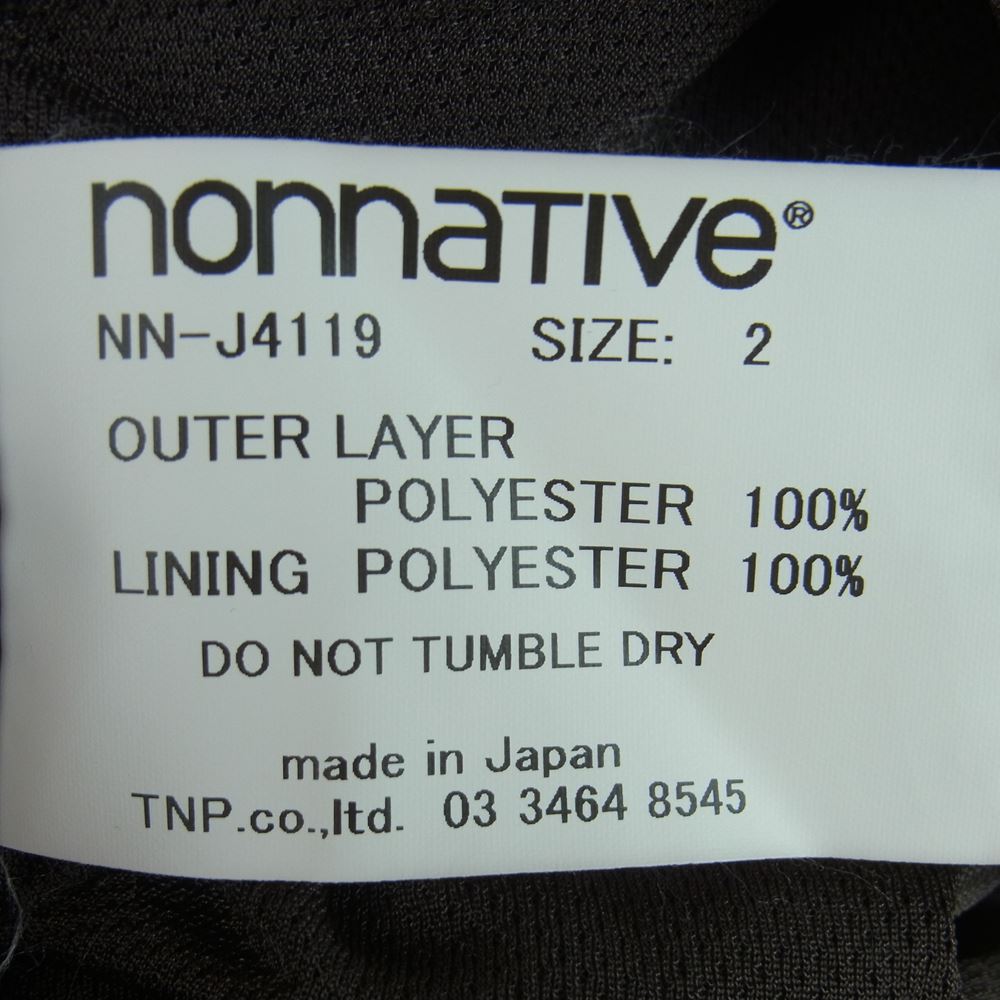 nonnaTIVe®
NN-J4119 SIZE: 2
OUTER LAYER
POLYESTER 100%
LINING POLYESTER 100%
DO NOT TUMBLE DRY
made in Japan
TNP.co.,ltd. 03 3464 8545